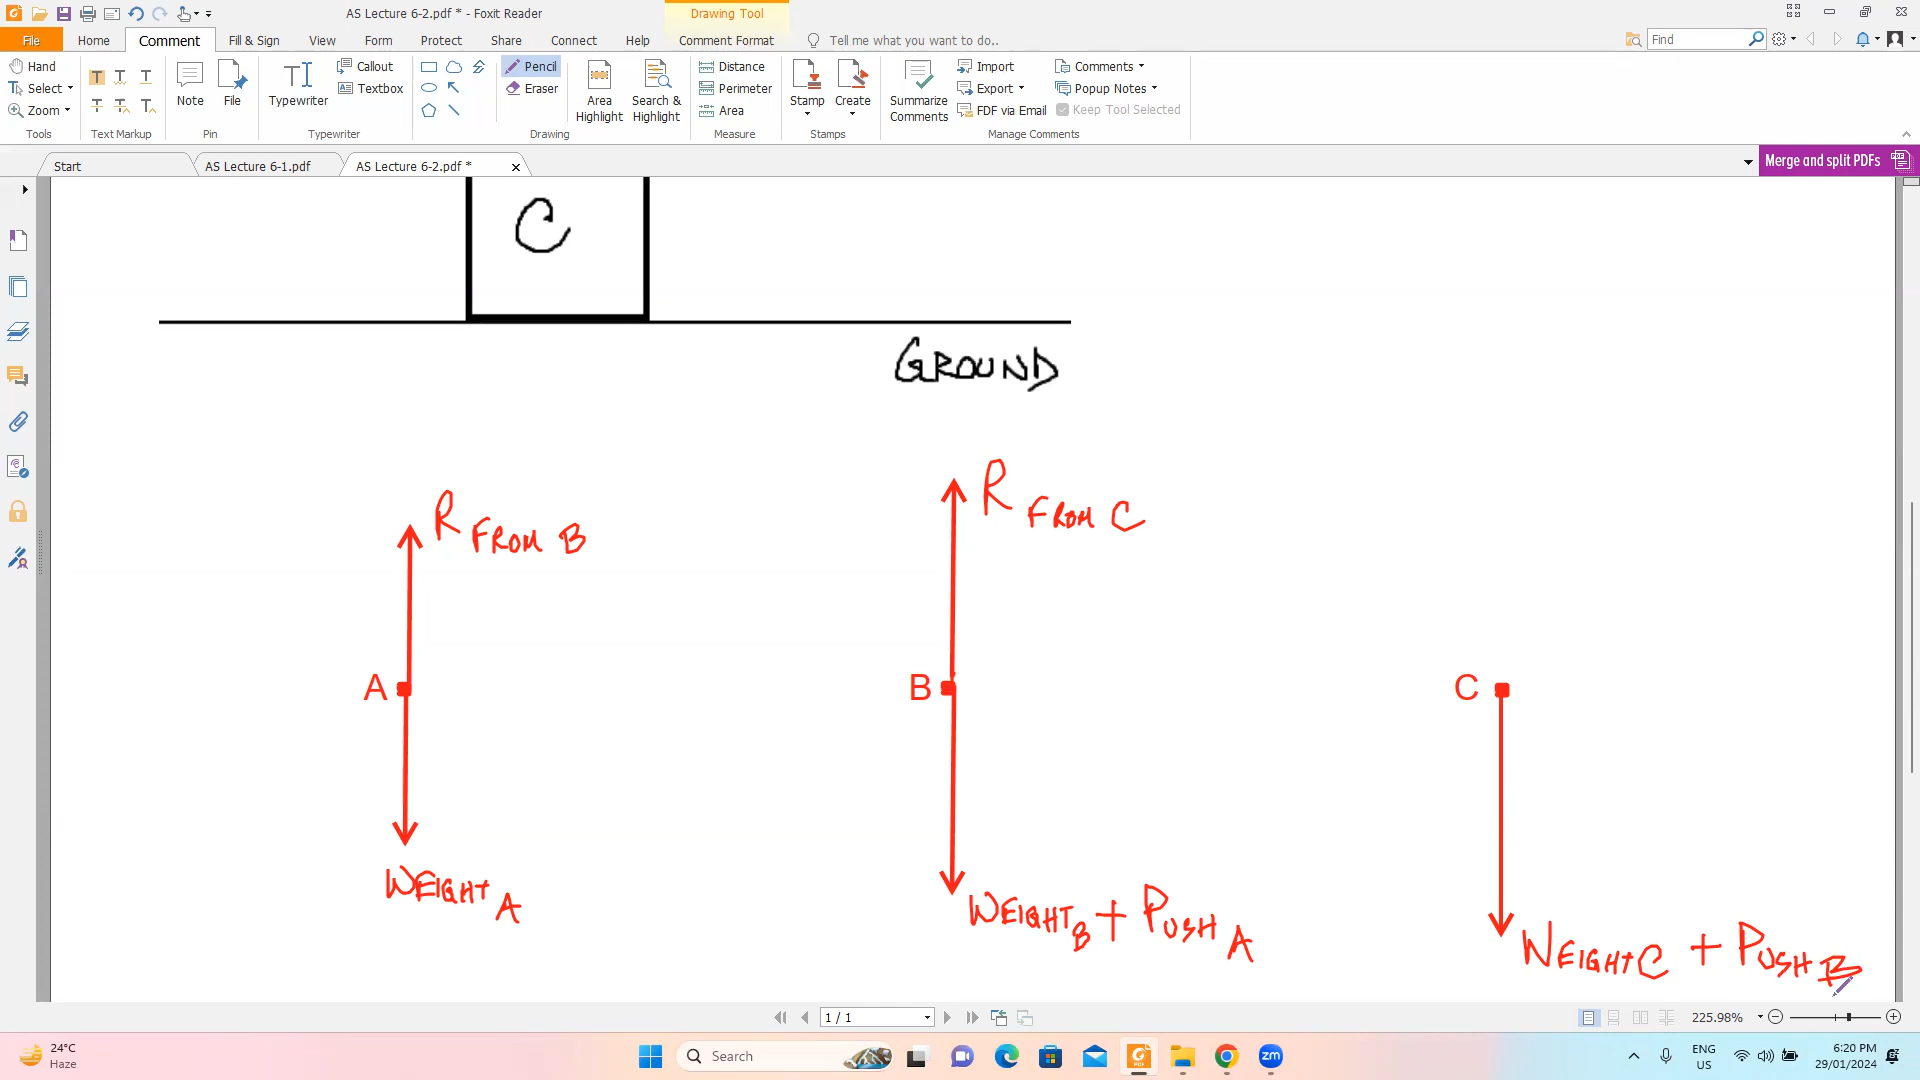 AS Lecture 6-2.pdf * - Foxit Reader
Drawing Tool
File Home Comment Fill & Sign View Form Protect Share Connect Help Comment Format Tell me what you want to do.. Find
Hand
Select
Zoom
Tools
Text Markup
Note
File
Pin
Typewriter
Callout
Textbox
Typewriter
Pencil
Eraser
Drawing
Area Highlight
Search & Highlight
Distance
Perimeter
Area
Measure
Stamp
Create
Stamps
Summarize Comments
Import
Export
FDF via Email
Comments
Popup Notes
Keep Tool Selected
Manage Comments
Start
AS Lecture 6-1.pdf
AS Lecture 6-2.pdf *
Merge and split PDFs
C
GROUND
R FROM B
R FROM C
A
B
C
WEIGHT A
WEIGHT B + PUSH A
WEIGHT C + PUSH B
1 / 1
225.98%
24°C
Haze
Search
zm
ENG
US
6:20 PM
29/01/2024